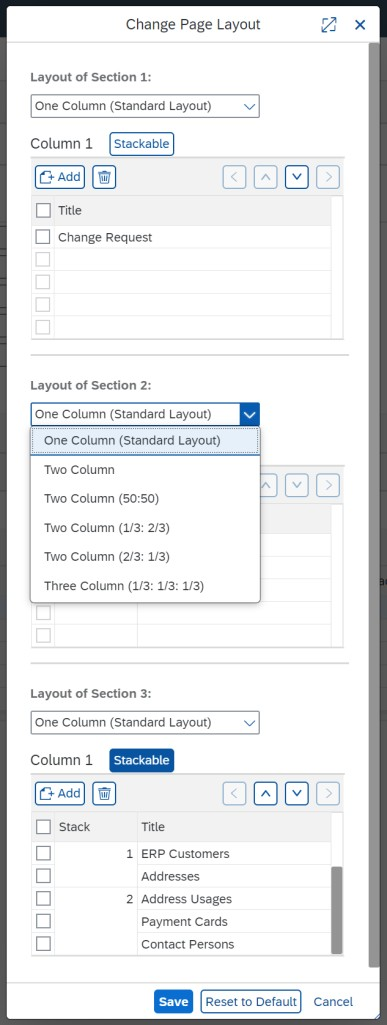 Change Page Layout
Layout of Section 1:
One Column (Standard Layout)
Column 1 Stackable
Add
Title
Change Request
Layout of Section 2:
One Column (Standard Layout)
One Column (Standard Layout)
Two Column
Two Column (50:50)
Two Column (1/3: 2/3)
Two Column (2/3: 1/3)
Three Column (1/3: 1/3: 1/3)
Layout of Section 3:
One Column (Standard Layout)
Column 1 Stackable
Add
Stack Title
1 ERP Customers
Addresses
2 Address Usages
Payment Cards
Contact Persons
Save Reset to Default Cancel